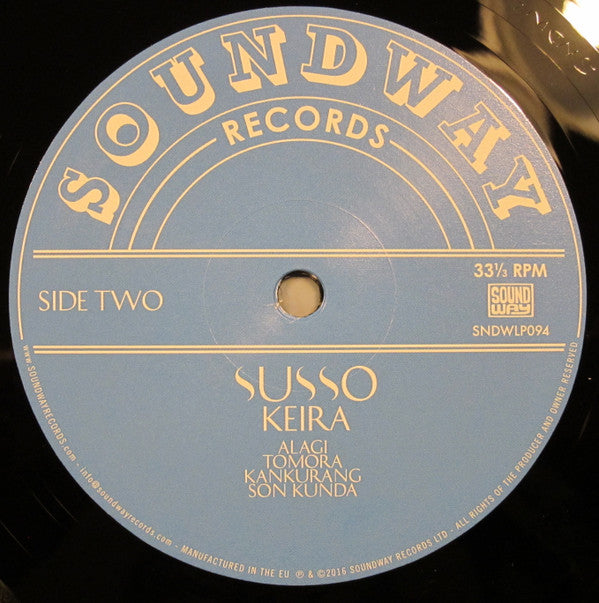 SOUNDWAY
RECORDS
SIDE TWO
33⅓ RPM
SOUND
WAY
SNDWLP094
SUSSO
KEIRA
ALAGI
TOMORA
KANKURANG
SON KUNDA
www.SOUNDWAYRECORDS.com - info@soundwayrecords.com - MANUFACTURED IN THE EU ℗ & ©2016 SOUNDWAY RECORDS LTD - ALL RIGHTS OF THE PRODUCER AND OWNER RESERVED